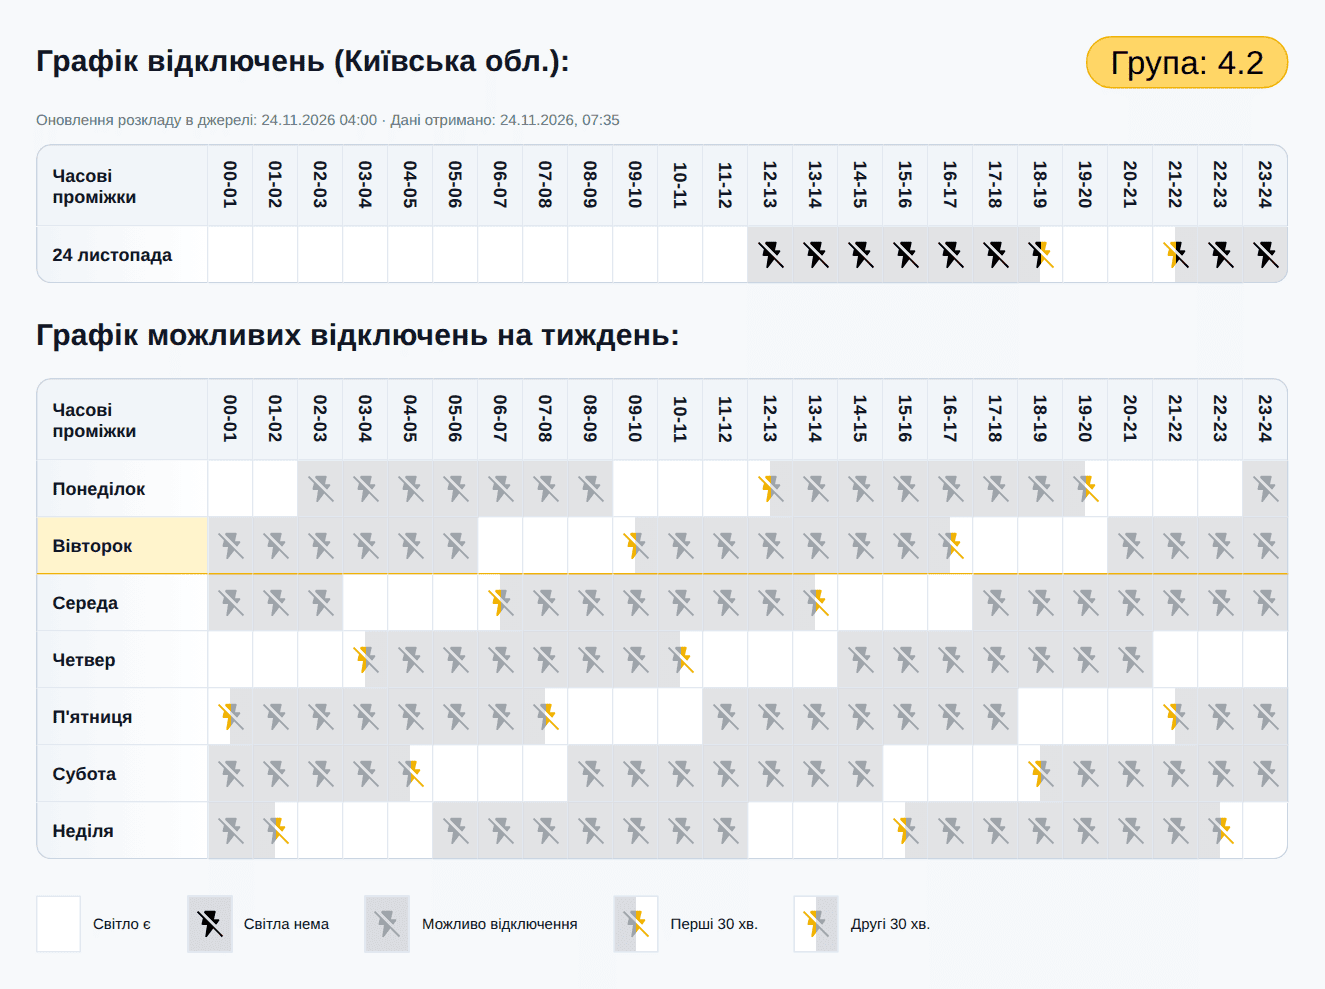 Графік відключень (Київська обл.):
Група: 4.2
Оновлення розкладу в джерелі: 24.11.2026 04:00 · Дані отримано: 24.11.2026, 07:35
Часові проміжки 00-01 01-02 02-03 03-04 04-05 05-06 06-07 07-08 08-09 09-10 10-11 11-12 12-13 13-14 14-15 15-16 16-17 17-18 18-19 19-20 20-21 21-22 22-23 23-24
24 листопада
Графік можливих відключень на тиждень:
Часові проміжки 00-01 01-02 02-03 03-04 04-05 05-06 06-07 07-08 08-09 09-10 10-11 11-12 12-13 13-14 14-15 15-16 16-17 17-18 18-19 19-20 20-21 21-22 22-23 23-24
Понеділок
Вівторок
Середа
Четвер
П'ятниця
Субота
Неділя
Світло є Світла нема Можливо відключення Перші 30 хв. Другі 30 хв.